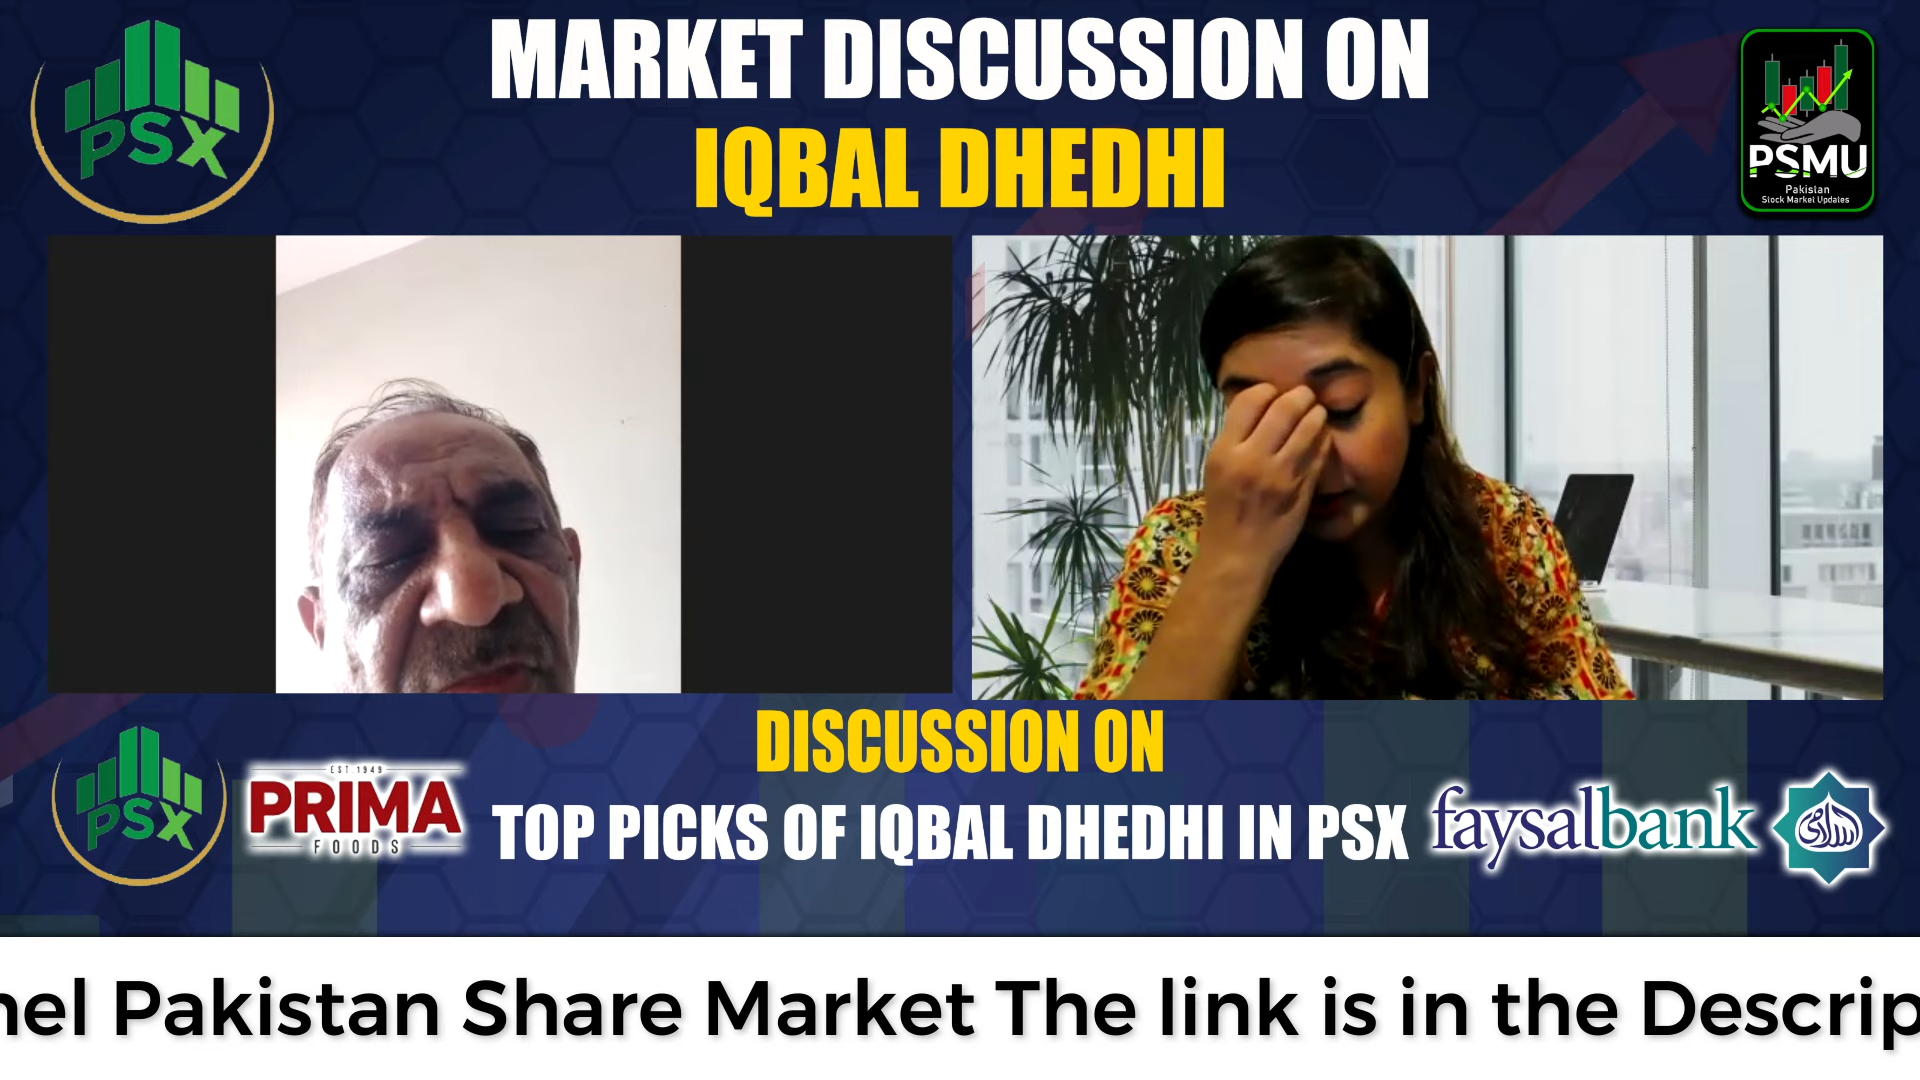 PSX
MARKET DISCUSSION ON
IQBAL DHEDHI
PSMU
Pakistan
Stock Market Updates
DISCUSSION ON
TOP PICKS OF IQBAL DHEDHI IN PSX
PSX
EST. 1949
PRIMA
FOODS
faysalbank
اسلامی
nel Pakistan Share Market The link is in the Descrip